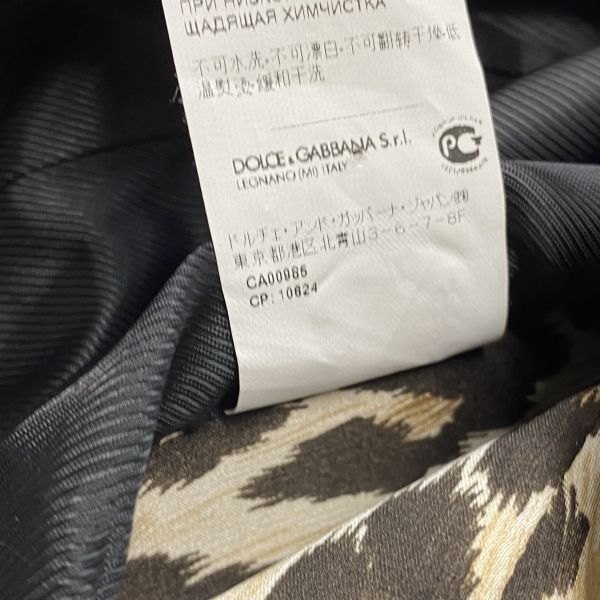 ПРИ НИЗКО
ЩАДЯЩАЯ ХИМЧИСТКА
不可水洗·不可漂白·不可翻转干燥·低
温熨烫·缓和干洗
DOLCE & GABBANA S.r.l.
LEGNANO (MI) ITALY
ドルチェ・アンド・ガッバーナ・ジャパン㈱
東京都港区北青山3-6-7-8F
CA00065
CP: 10624